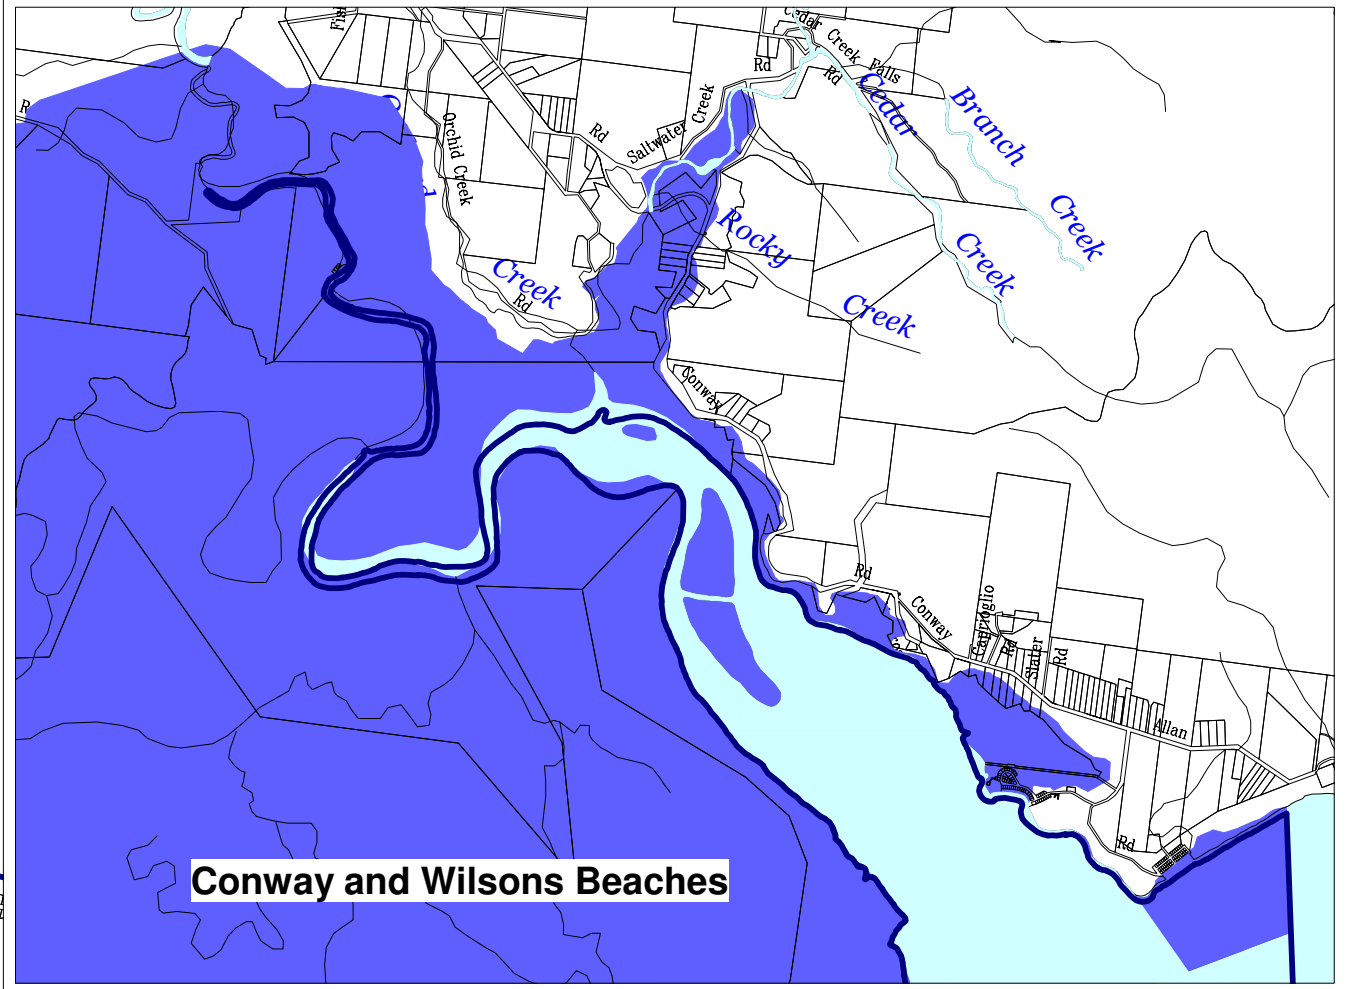 Cedar
Creek
Falls
Rd
Rd
Cedar
Creek
Branch
Creek
Orchid Creek
Rd
Rd
Saltwater
Creek
Rocky
Creek
Creek
Conway
Rd
Conway
Caprioglio
Rd
Slater
Rd
Allan
Rd
Conway and Wilsons Beaches